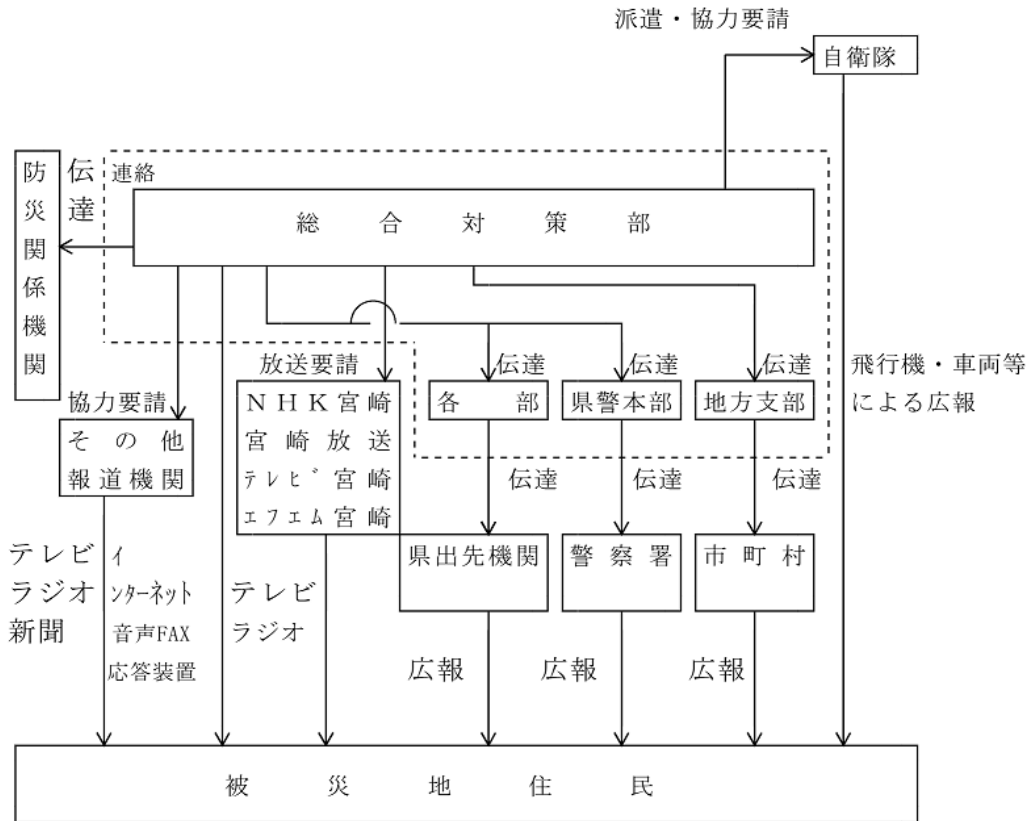 派遣・協力要請
自衛隊
防災関係機関
伝達
連絡
総合対策部
放送要請
伝達
伝達
伝達
飛行機・車両等
による広報
協力要請
その他
報道機関
NHK宮崎
宮崎放送
テレビ宮崎
エフエム宮崎
各部
県警本部
地方支部
伝達
伝達
伝達
県出先機関
警察署
市町村
テレビ
ラジオ
新聞
インターネット
音声FAX
応答装置
テレビ
ラジオ
広報
広報
広報
被災地住民